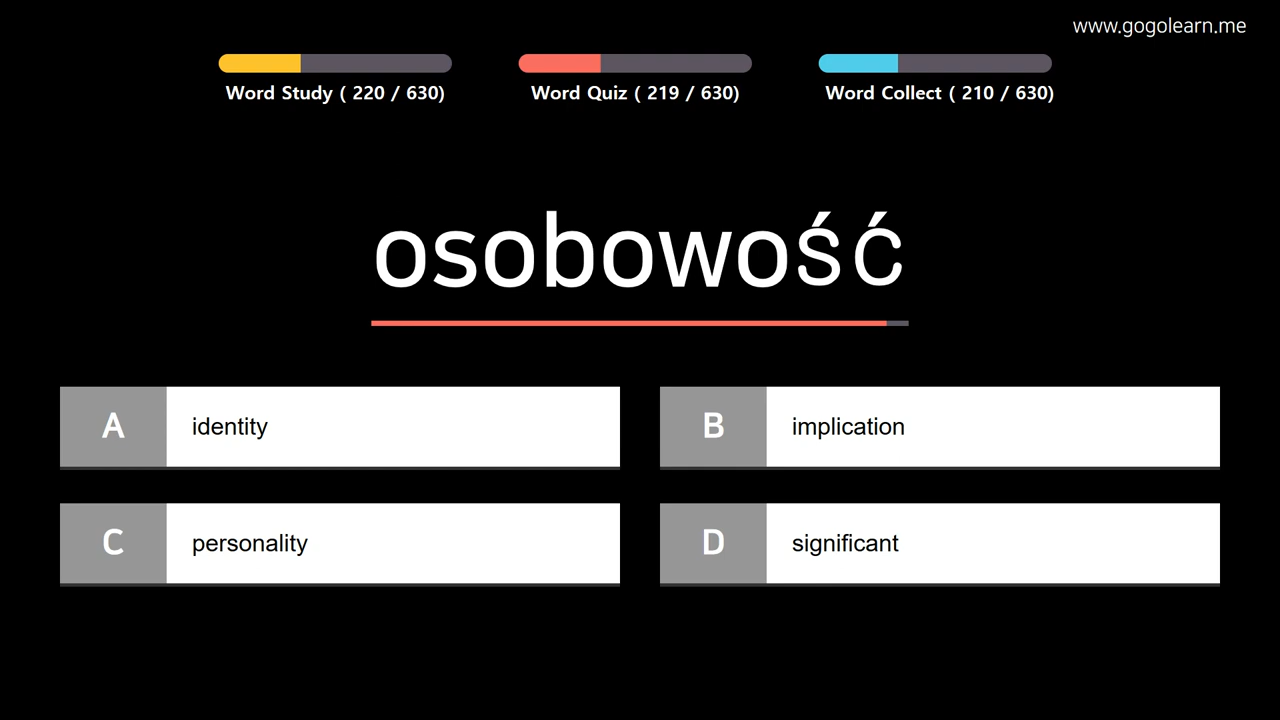 www.gogolearn.me
Word Study ( 220 / 630)
Word Quiz ( 219 / 630)
Word Collect ( 210 / 630)
osobowość
A identity
B implication
C personality
D significant